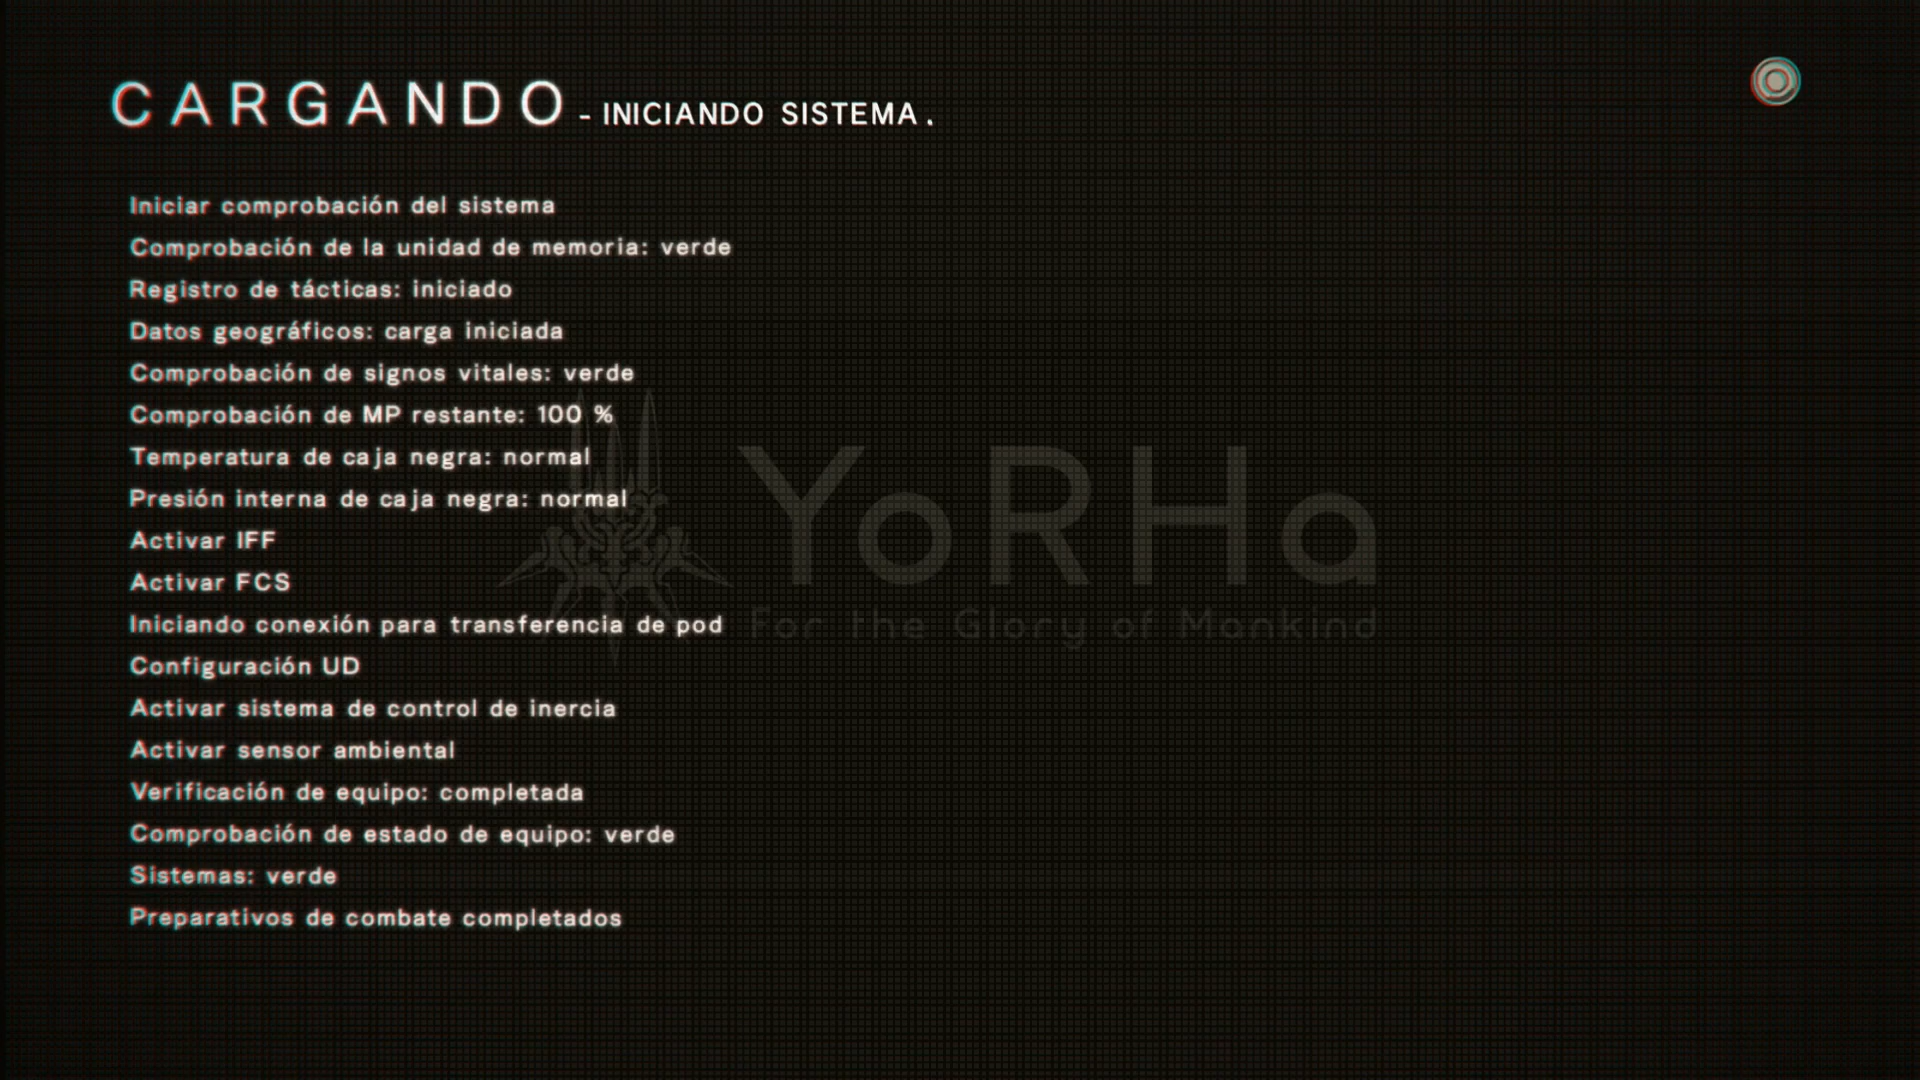 CARGANDO - INICIANDO SISTEMA.
Iniciar comprobación del sistema
Comprobación de la unidad de memoria: verde
Registro de tácticas: iniciado
Datos geográficos: carga iniciada
Comprobación de signos vitales: verde
Comprobación de MP restante: 100 %
Temperatura de caja negra: normal
Presión interna de caja negra: normal
Activar IFF
Activar FCS
Iniciando conexión para transferencia de pod
Configuración UD
Activar sistema de control de inercia
Activar sensor ambiental
Verificación de equipo: completada
Comprobación de estado de equipo: verde
Sistemas: verde
Preparativos de combate completados
YoRHa
For the Glory of Mankind